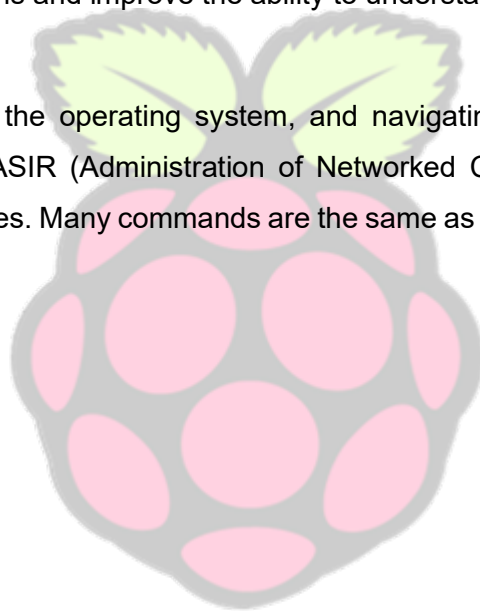 and improve the ability to understa
the operating system, and navigatin
ASIR (Administration of Networked
es. Many commands are the same as